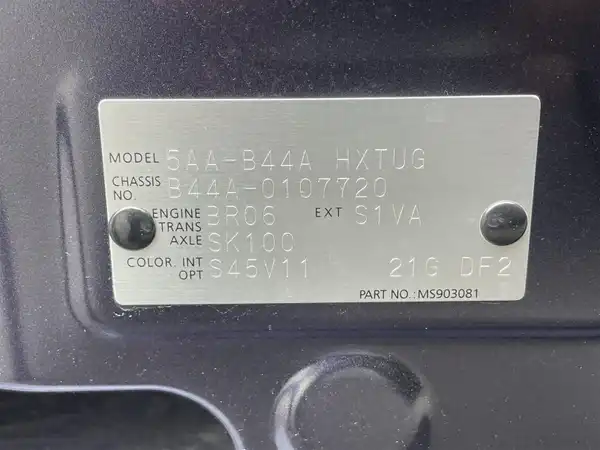 MODEL 5AA-B44A HXTUG
CHASSIS NO. B44A-0107720
ENGINE BR06 EXT S1VA
TRANS AXLE SK100
COLOR. INT OPT S45V11 21G DF2
PART NO.:MS903081